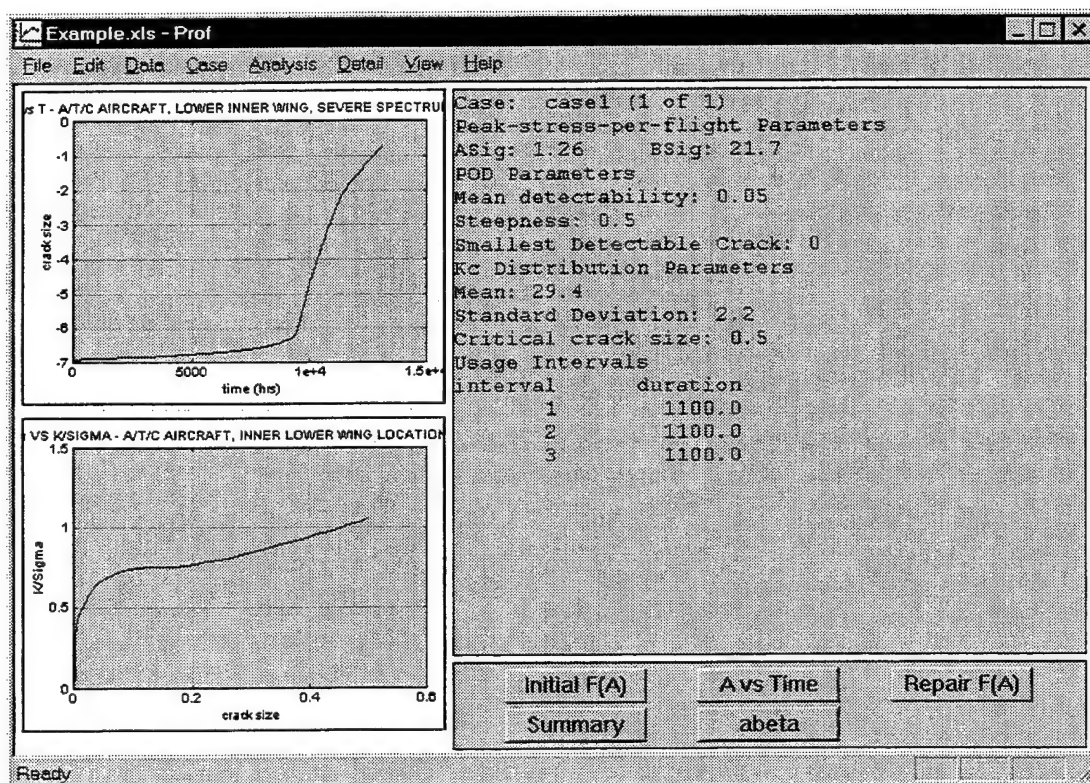 Example.xls - Prof
File Edit Data Case Analysis Detail View Help
T - A/T/C AIRCRAFT, LOWER INNER WING, SEVERE SPECTRU
0
-1
-2
-3
-4
-5
-6
-7
crack size
0 5000 1e+4 1.5e+4
time (hrs)
VS K/SIGMA - A/T/C AIRCRAFT, INNER LOWER WING LOCATION
1.5
1
0.5
0
K/Sigma
0 0.2 0.4 0.6
crack size
Case: case1 (1 of 1)
Peak-stress-per-flight Parameters
ASig: 1.26 BSig: 21.7
POD Parameters
Mean detectability: 0.05
Steepness: 0.5
Smallest Detectable Crack: 0
Kc Distribution Parameters
Mean: 29.4
Standard Deviation: 2.2
Critical crack size: 0.5
Usage Intervals
interval duration
1 1100.0
2 1100.0
3 1100.0
Initial F(A) A vs Time Repair F(A)
Summary abeta
Ready